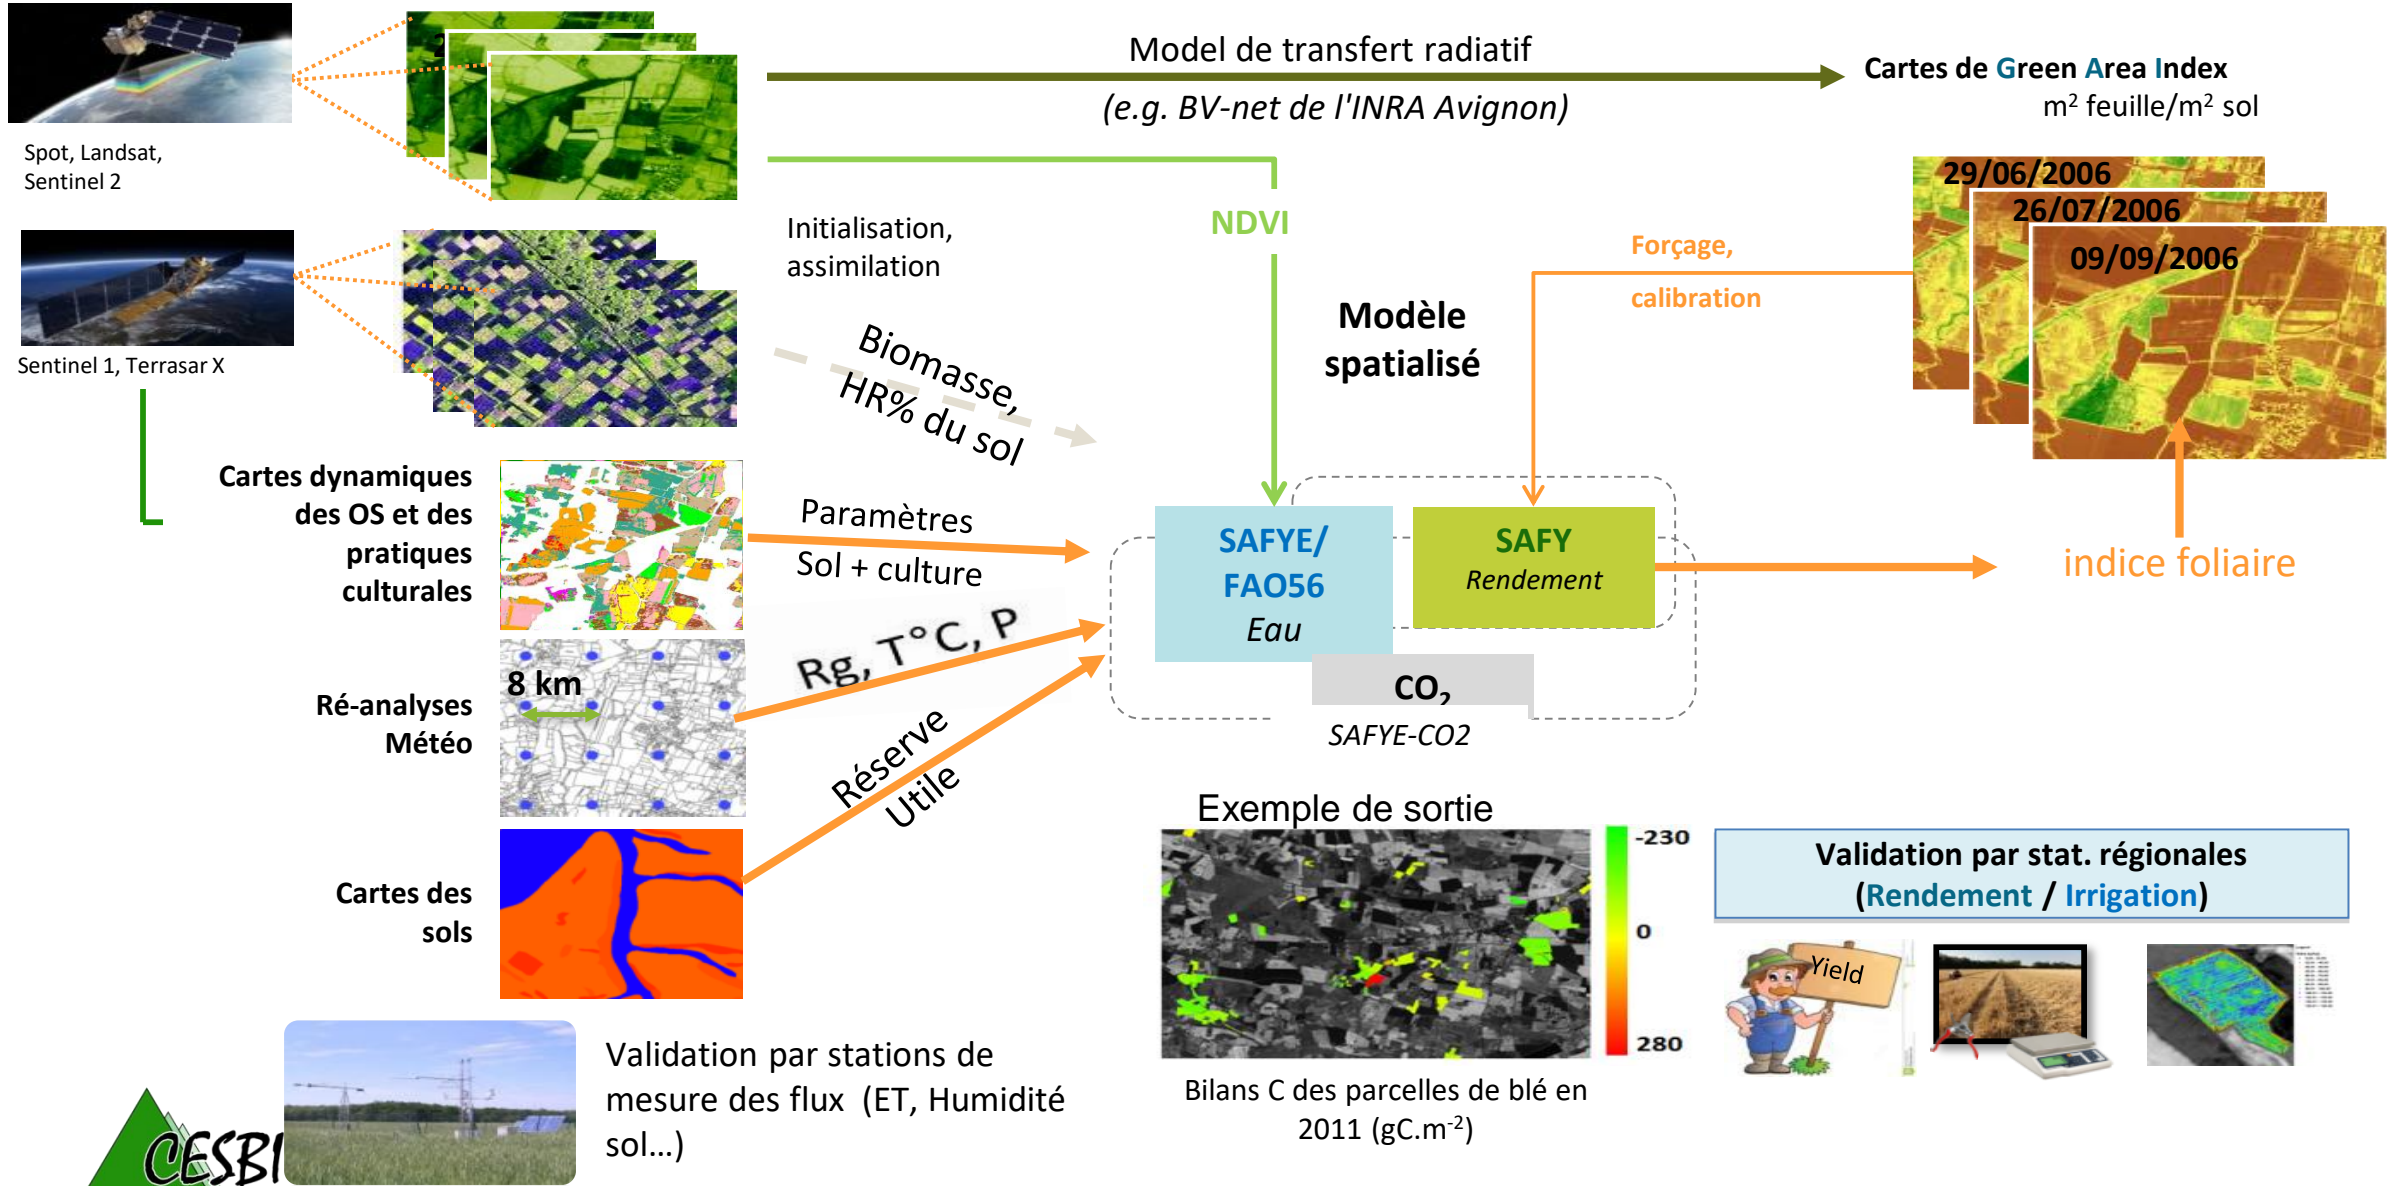 Model de transfert radiatif
(e.g. BV-net de l'INRA Avignon)
Cartes de Green Area Index
m² feuille/m² sol
Spot, Landsat,
Sentinel 2
29/06/2006
26/07/2006
09/09/2006
NDVI
Initialisation,
assimilation
Forçage,
calibration
Modèle
spatialisé
Sentinel 1, Terrasar X
Biomasse,
HR% du sol
Cartes dynamiques
des OS et des
pratiques
culturales
Paramètres
Sol + culture
SAFYE/
FAO56
Eau
SAFY
Rendement
indice foliaire
Rg, T°C, P
8 km
Ré-analyses
Météo
CO₂
SAFYE-CO2
Réserve
Utile
Exemple de sortie
-230
0
280
Validation par stat. régionales
(Rendement / Irrigation)
Cartes des
sols
Yield
Validation par stations de
mesure des flux (ET, Humidité
sol...)
Bilans C des parcelles de blé en
2011 (gC.m⁻²)
CESBI